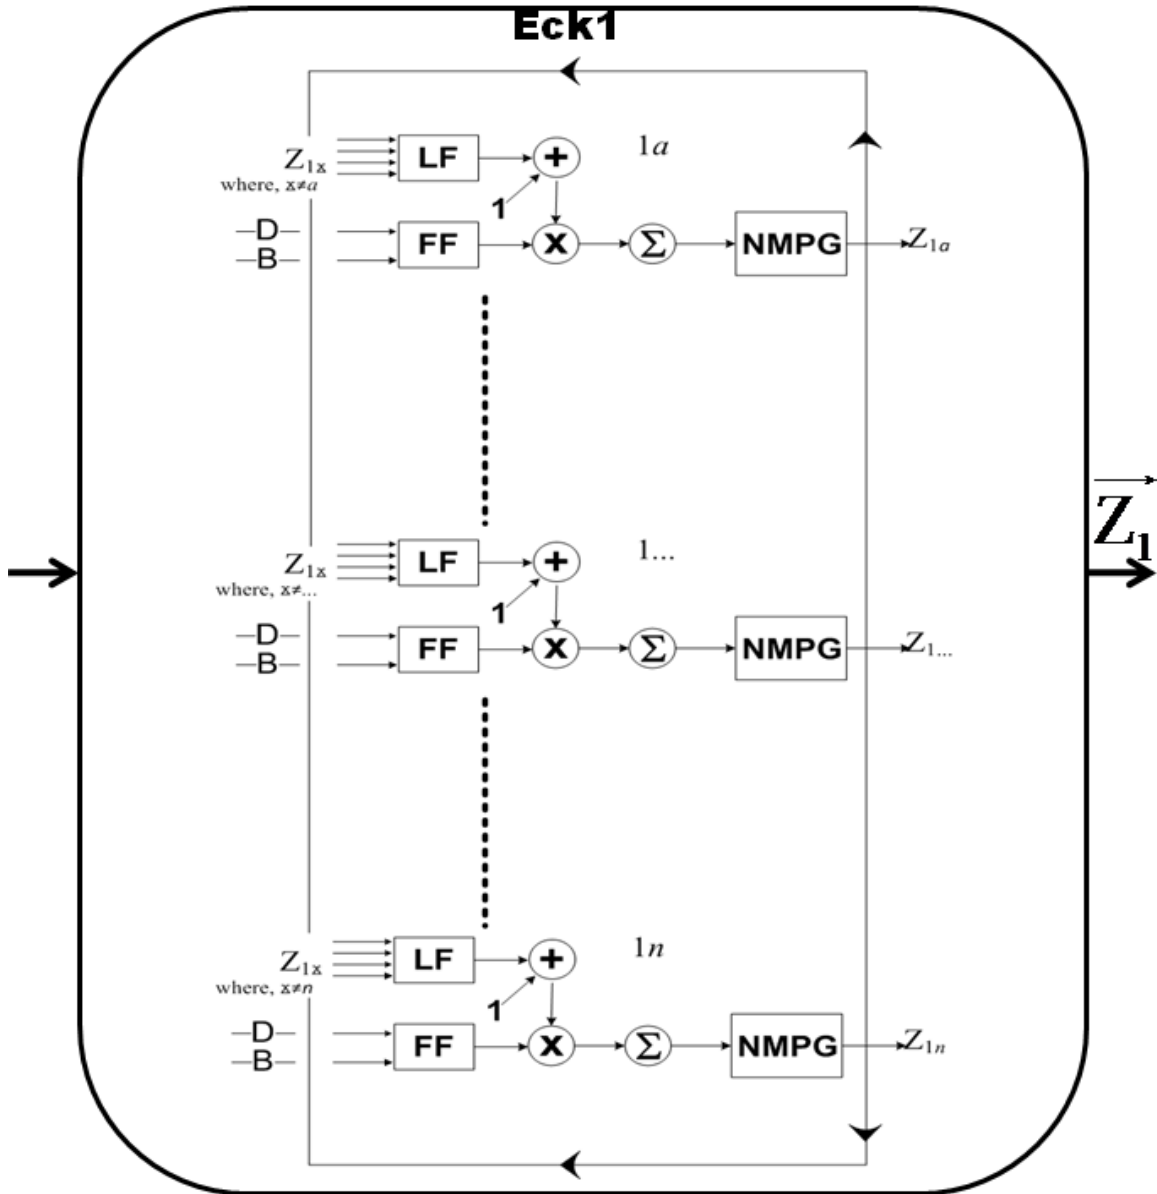 Eck1
Z1x LF + 1a
where, x≠a
1
D FF X Σ NMPG Z1a
B
Z1x LF + 1...
where, x≠...
1
D FF X Σ NMPG Z1...
B
Z1
Z1x LF + 1n
where, x≠n
1
D FF X Σ NMPG Z1n
B